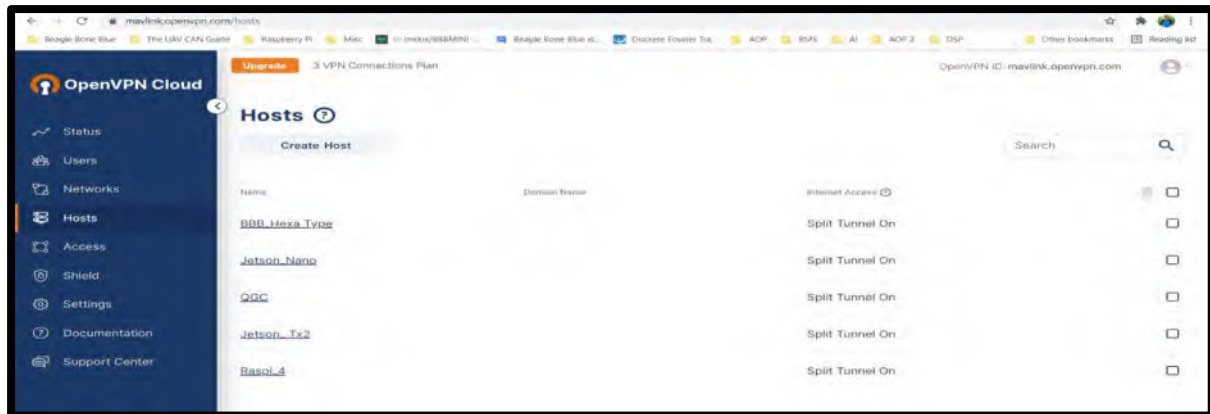 mavlink.openvpn.com/hosts
Beagle Bone Blue The UAV CAN Guide Raspberry Pi Misc Beagle Bone Blue is... Discrete Fourier Tra... AOP BMS AI AOP 2 DSP Other bookmarks Reading list
Upgrade 3 VPN Connections Plan OpenVPN ID: mavlink.openvpn.com
OpenVPN Cloud
Hosts
Create Host Search
Status
Users
Networks
Hosts
Access
Shield
Settings
Documentation
Support Center
Name Domain Name Internet Access
BBB_Hexa Type Split Tunnel On
Jetson_Nano Split Tunnel On
QGC Split Tunnel On
Jetson_Tx2 Split Tunnel On
Raspi_4 Split Tunnel On